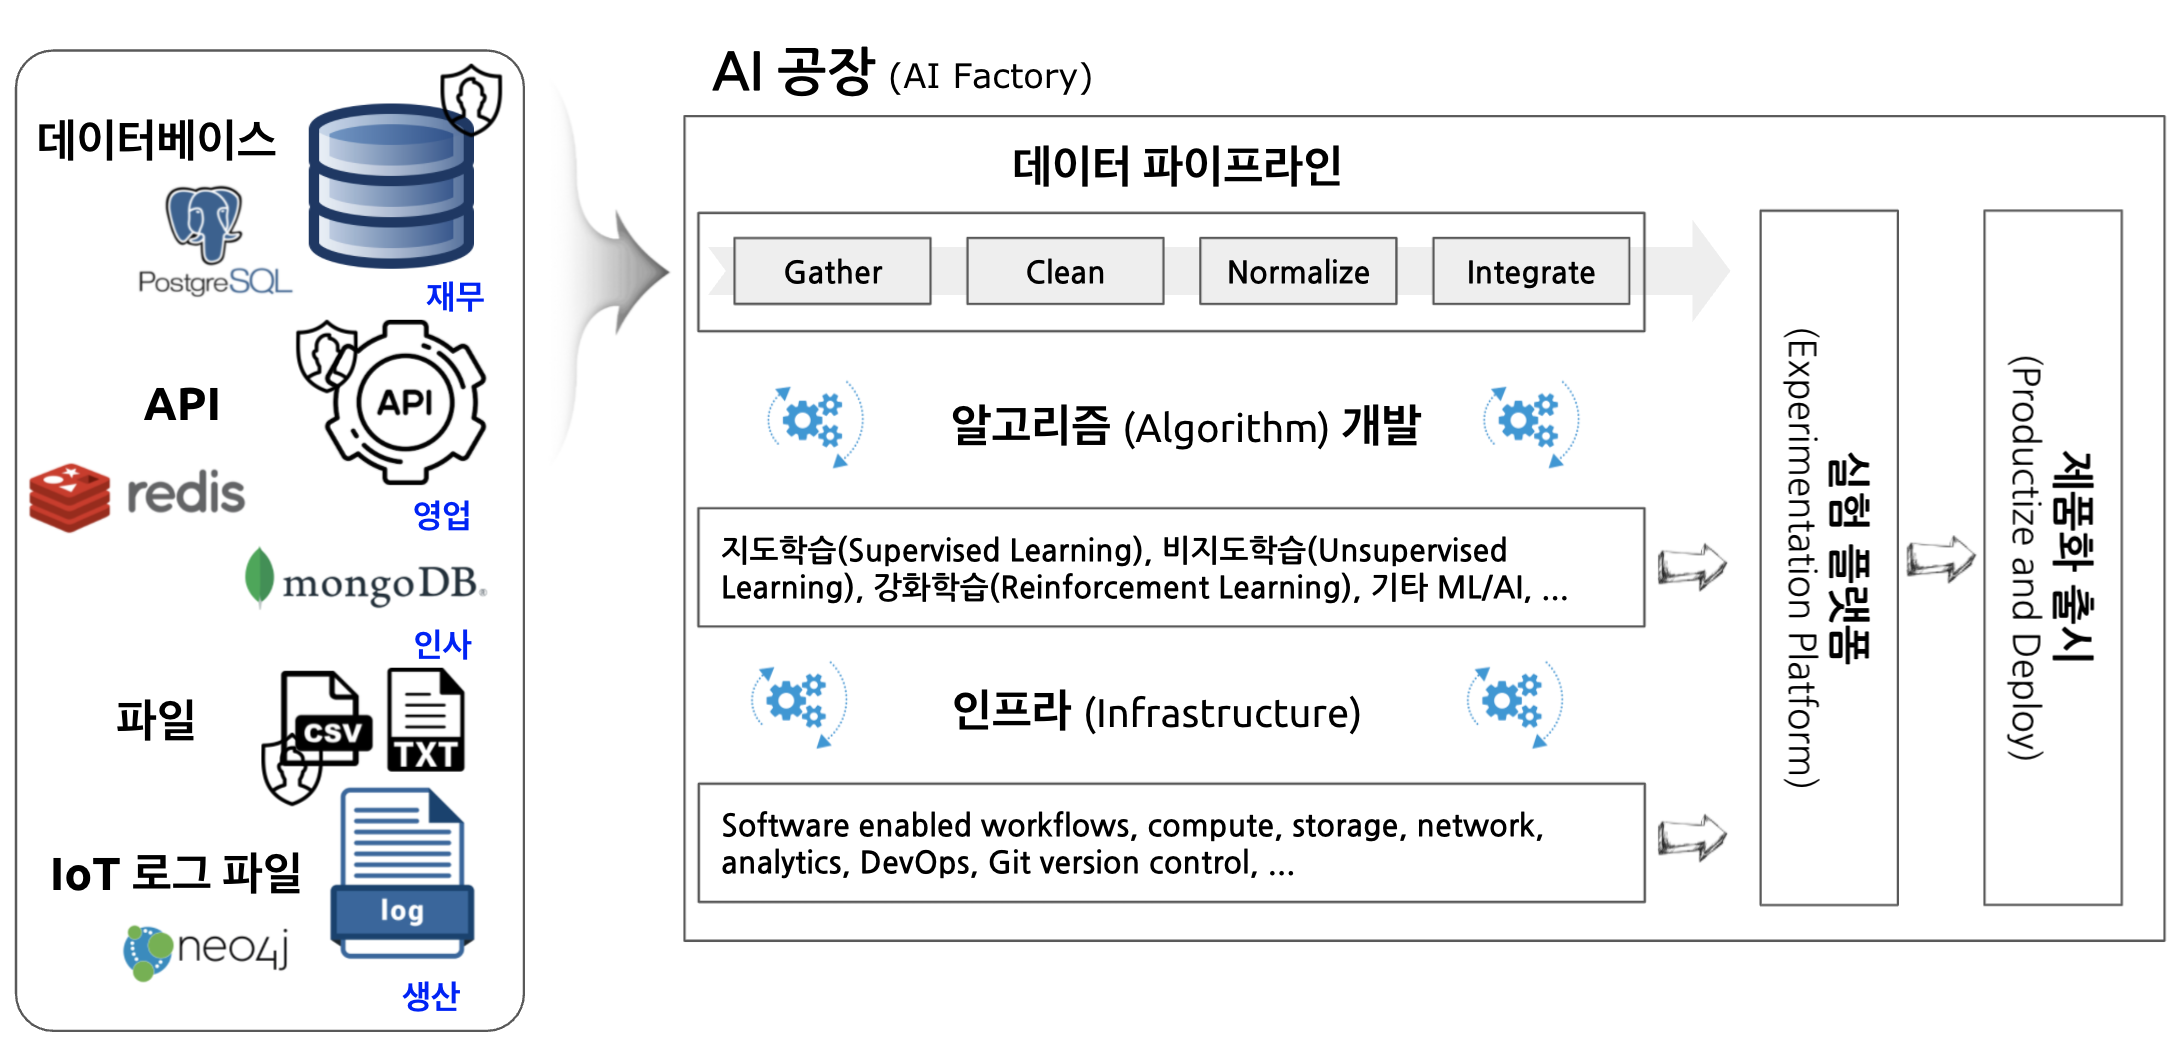 데이터베이스
PostgreSQL
재무
API
API
redis
영업
mongoDB®
인사
파일
CSV
TXT
IoT 로그 파일
log
neo4j
생산
AI 공장 (AI Factory)
데이터 파이프라인
Gather
Clean
Normalize
Integrate
알고리즘 (Algorithm) 개발
지도학습(Supervised Learning), 비지도학습(Unsupervised
Learning), 강화학습(Reinforcement Learning), 기타 ML/AI, ...
인프라 (Infrastructure)
Software enabled workflows, compute, storage, network,
analytics, DevOps, Git version control, ...
실험 플랫폼
(Experimentation Platform)
제품화 출시
(Productize and Deploy)